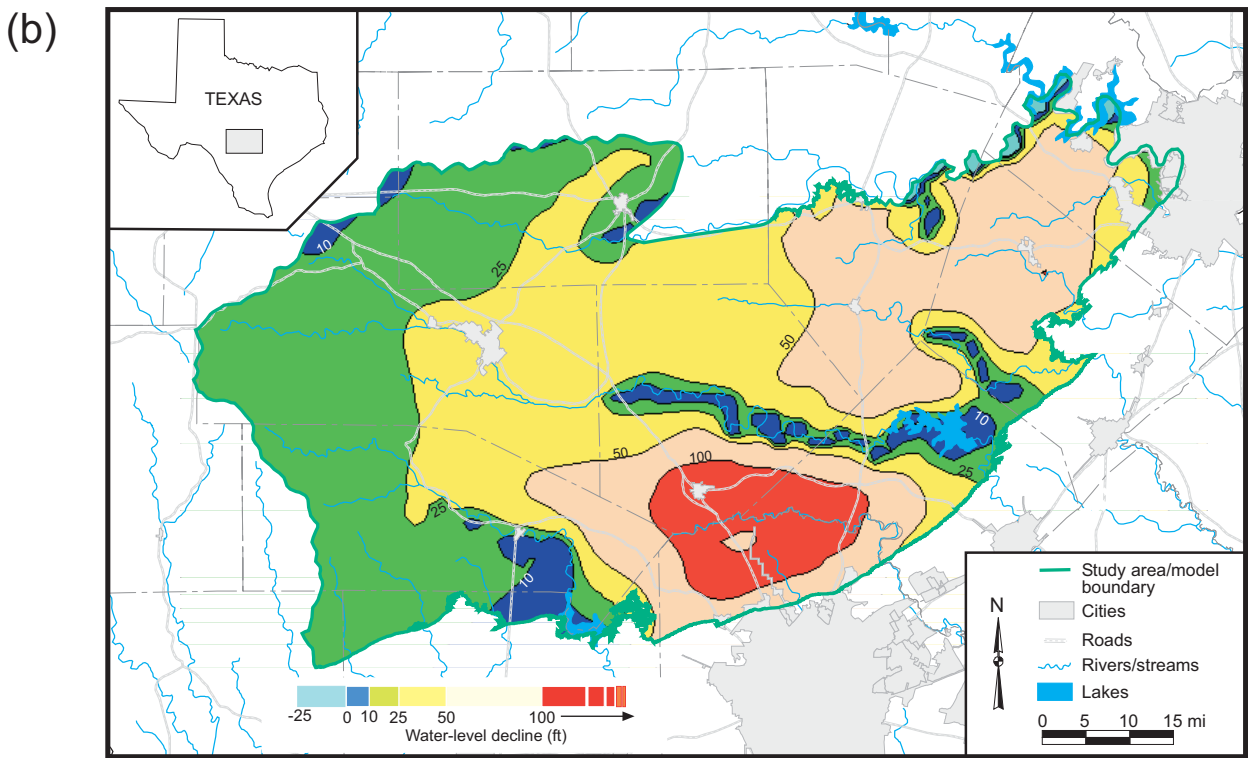 (b)
TEXAS
10
25
50
50
100
10
25
25
10
N
Study area/model
boundary
Cities
Roads
Rivers/streams
Lakes
0 5 10 15 mi
-25 0 10 25 50 100
Water-level decline (ft)